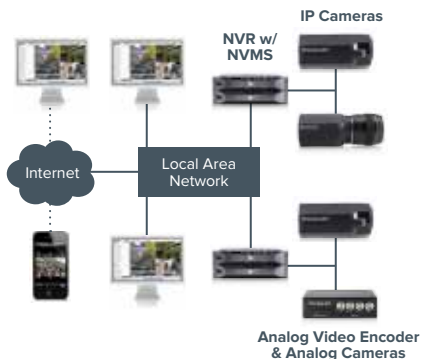 IP Cameras
NVR w/
NVMS
Internet
Local Area
Network
Analog Video Encoder
& Analog Cameras